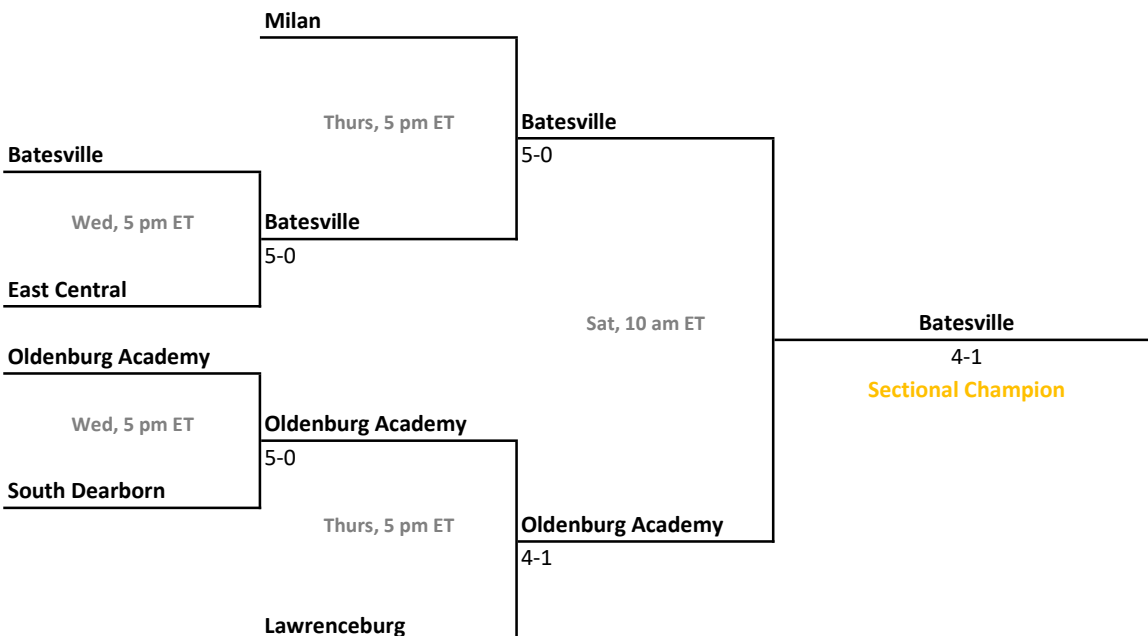 Milan
Thurs, 5 pm ET
Batesville
5-0
Batesville
Wed, 5 pm ET
Batesville
5-0
East Central
Sat, 10 am ET
Batesville
4-1
Sectional Champion
Oldenburg Academy
Wed, 5 pm ET
Oldenburg Academy
5-0
South Dearborn
Thurs, 5 pm ET
Oldenburg Academy
4-1
Lawrenceburg